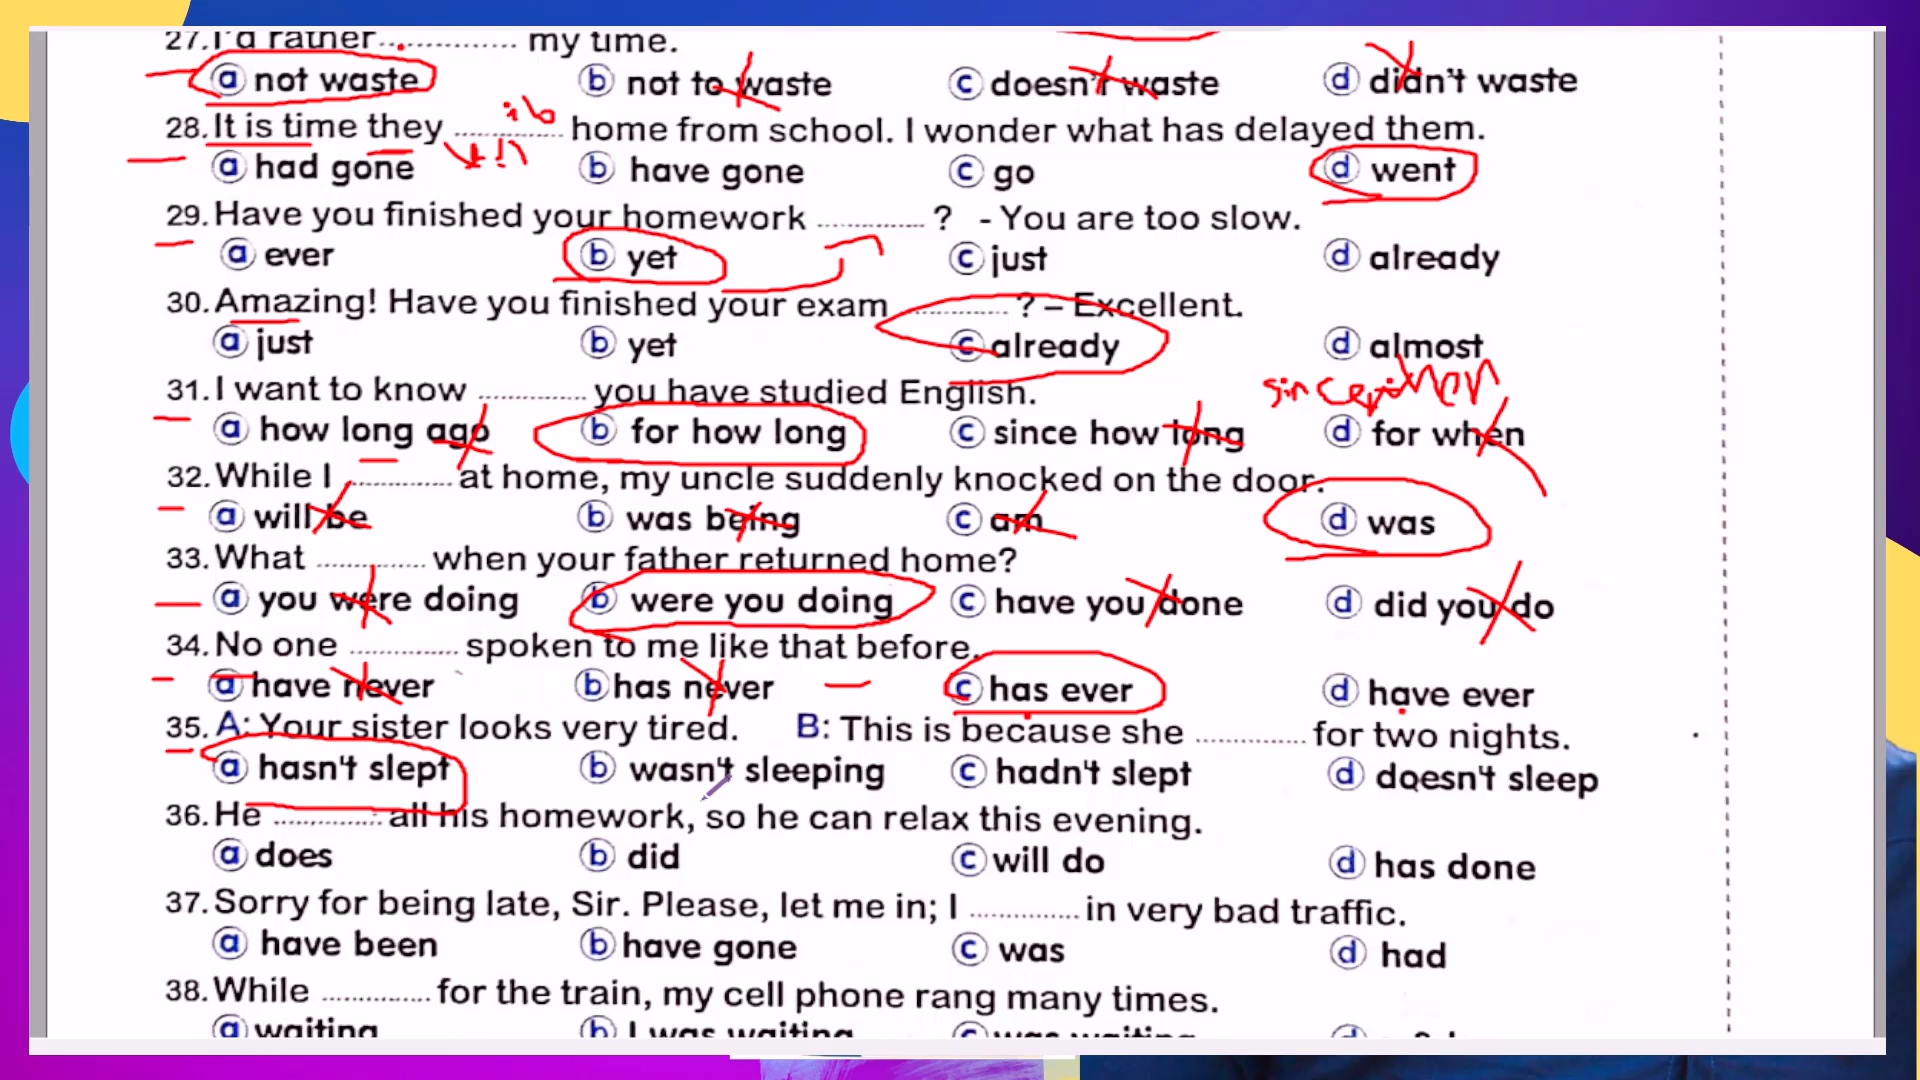 27. I'd rather ............... my time.
a not waste b not to waste c doesn't waste d didn't waste
28. It is time they ............... home from school. I wonder what has delayed them.
a had gone b have gone c go d went
29. Have you finished your homework ............... ? - You are too slow.
a ever b yet c just d already
30. Amazing! Have you finished your exam ............... ? – Excellent.
a just b yet c already d almost
since when
31. I want to know ............... you have studied English.
a how long ago b for how long c since how long d for when
32. While I ............... at home, my uncle suddenly knocked on the door.
a will be b was being c am d was
33. What ............... when your father returned home?
a you were doing b were you doing c have you done d did you do
34. No one ............... spoken to me like that before.
a have never b has never c has ever d have ever
35. A: Your sister looks very tired. B: This is because she ............... for two nights.
a hasn't slept b wasn't sleeping c hadn't slept d doesn't sleep
36. He ............... all his homework, so he can relax this evening.
a does b did c will do d has done
37. Sorry for being late, Sir. Please, let me in; I ............... in very bad traffic.
a have been b have gone c was d had
38. While ............... for the train, my cell phone rang many times.
a waiting b I was waiting c was waiting d